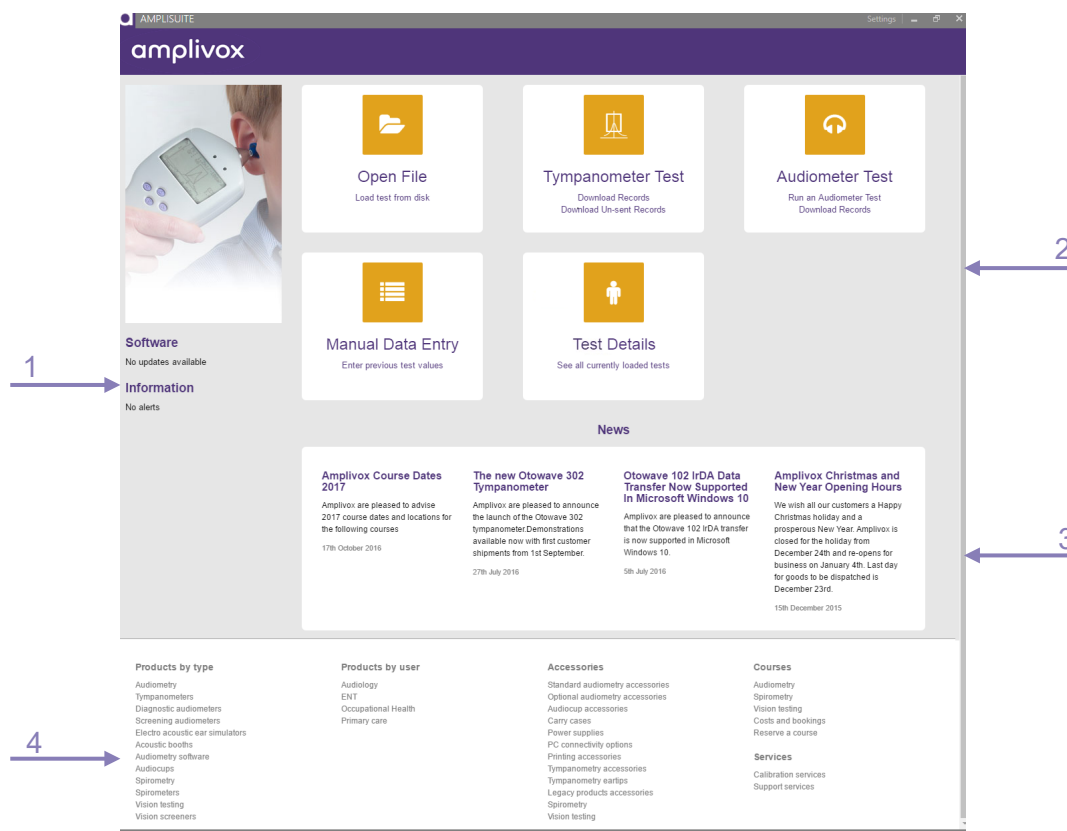 AMPLISUITE
Settings
amplivox
Open File
Load test from disk
Tympanometer Test
Download Records
Download Un-sent Records
Audiometer Test
Run an Audiometer Test
Download Records
2
Manual Data Entry
Enter previous test values
Test Details
See all currently loaded tests
Software
No updates available
1
Information
No alerts
News
Amplivox Course Dates
2017
Amplivox are pleased to advise
2017 course dates and locations for
the following courses
17th October 2016
The new Otowave 302
Tympanometer
Amplivox are pleased to announce
the launch of the Otowave 302
tympanometer.Demonstrations
available now with first customer
shipments from 1st September.
27th July 2016
Otowave 102 IrDA Data
Transfer Now Supported
In Microsoft Windows 10
Amplivox are pleased to announce
that the Otowave 102 IrDA transfer
is now supported in Microsoft
Windows 10.
5th July 2016
Amplivox Christmas and
New Year Opening Hours
We wish all our customers a Happy
Christmas holiday and a
prosperous New Year. Amplivox is
closed for the holiday from
December 24th and re-opens for
business on January 4th. Last day
for goods to be dispatched is
December 23rd.
15th December 2015
3
Products by type
Audiometry
Tympanometers
Diagnostic audiometers
Screening audiometers
Electro acoustic ear simulators
Acoustic booths
Audiometry software
Audiocups
Spirometry
Spirometers
Vision testing
Vision screeners
4
Products by user
Audiology
ENT
Occupational Health
Primary care
Accessories
Standard audiometry accessories
Optional audiometry accessories
Audiocup accessories
Carry cases
Power supplies
PC connectivity options
Printing accessories
Tympanometry accessories
Tympanometry eartips
Legacy products accessories
Spirometry
Vision testing
Courses
Audiometry
Spirometry
Vision testing
Costs and bookings
Reserve a course
Services
Calibration services
Support services